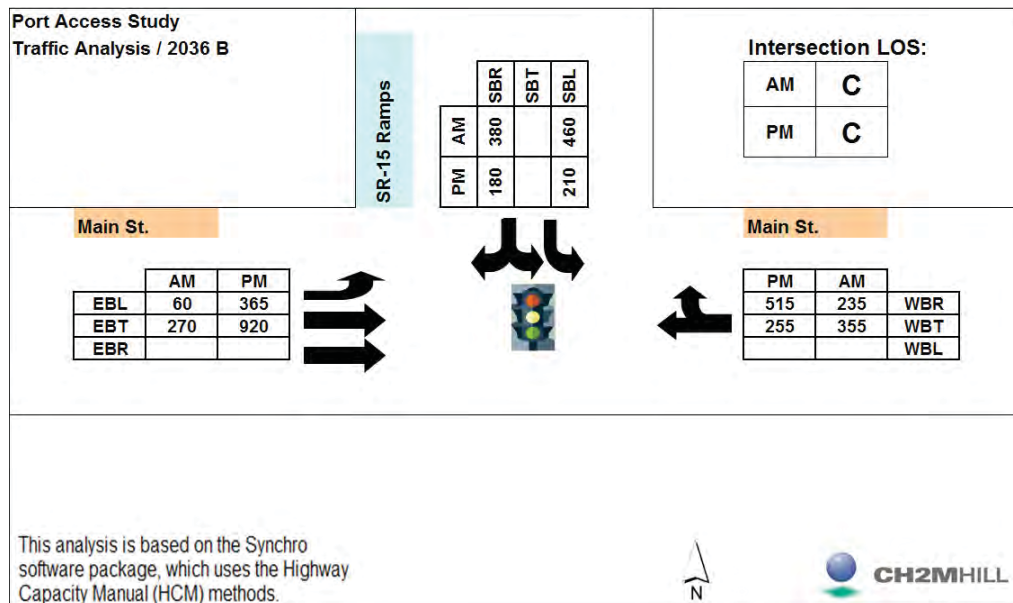 Port Access Study
Traffic Analysis / 2036 B
SR-15 Ramps
SBR SBT SBL
AM 380 460
PM 180 210
Intersection LOS:
AM C
PM C
Main St.
Main St.
AM PM
EBL 60 365
EBT 270 920
EBR
PM AM
515 235 WBR
255 355 WBT
WBL
This analysis is based on the Synchro
software package, which uses the Highway
Capacity Manual (HCM) methods.
N
CH2MHILL